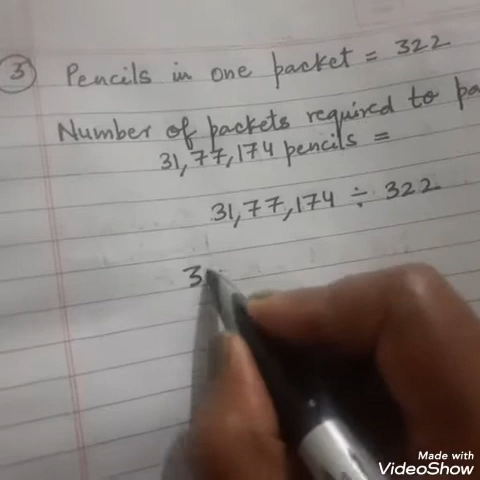 3 Pencils in one packet = 322
Number of packets required to pa
31,77,174 pencils =
31,77,174 ÷ 322
3
Made with
VideoShow